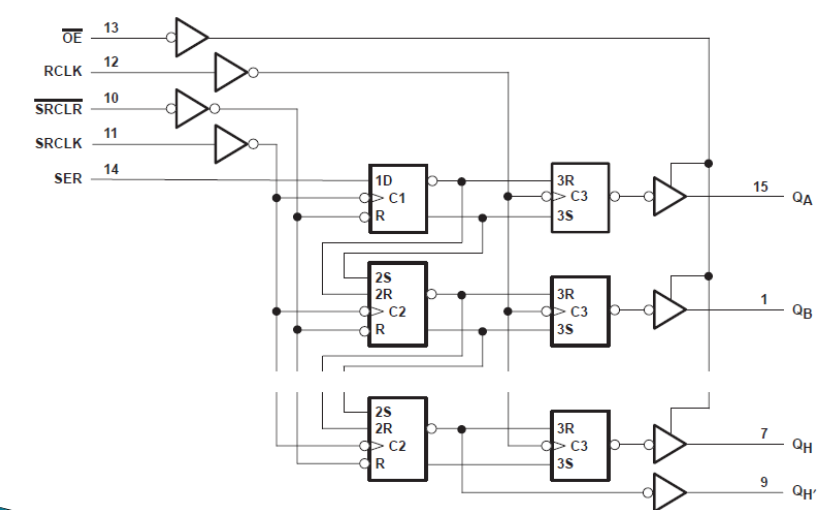 OE 13
RCLK 12
SRCLR 10
SRCLK 11
SER 14
1D
C1
R
3R
C3
3S
15 QA
2S
2R
C2
R
3R
C3
3S
1 QB
2S
2R
C2
R
3R
C3
3S
7 QH
9 QH′